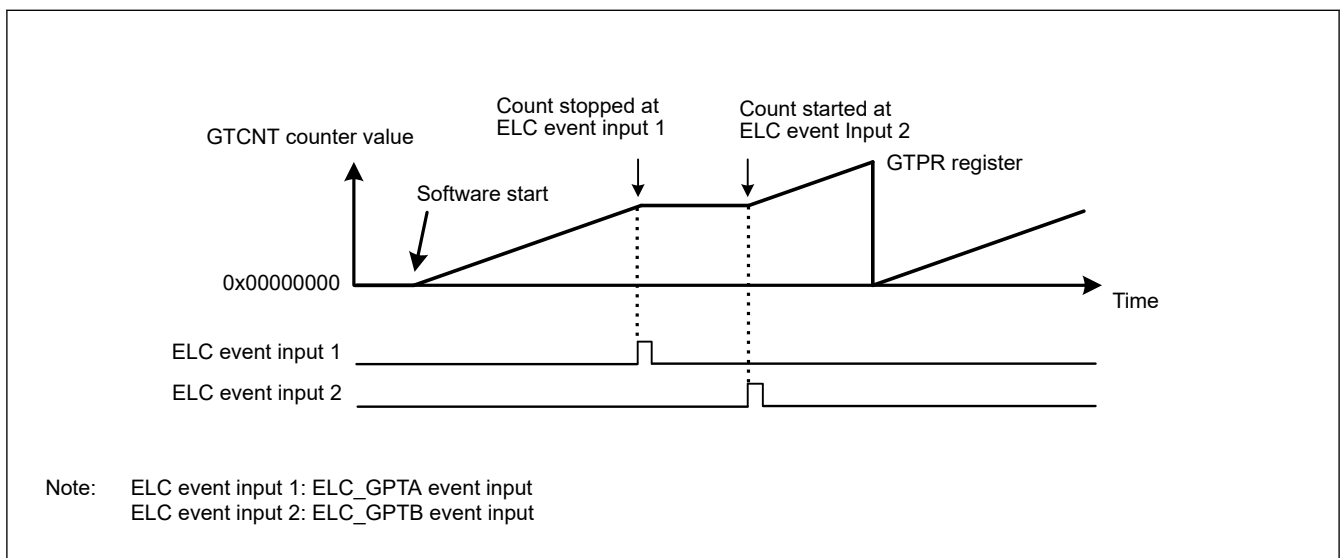 Count stopped at
ELC event input 1
Count started at
ELC event Input 2
GTCNT counter value
GTPR register
Software start
0x00000000
Time
ELC event input 1
ELC event input 2
Note: ELC event input 1: ELC_GPTA event input
ELC event input 2: ELC_GPTB event input